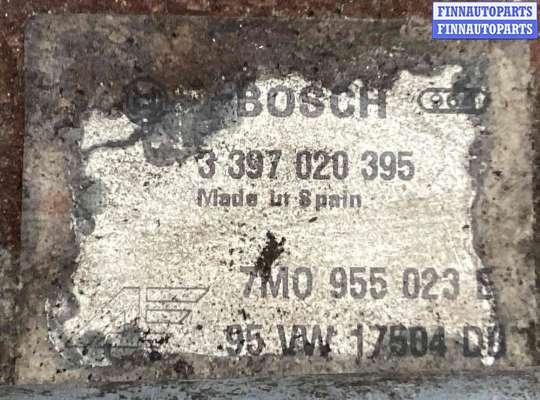 FINNAUTOPARTS
FINNAUTOPARTS
BOSCH
3 397 020 395
Made in Spain
7M0 955 023 E
95 VW 17504